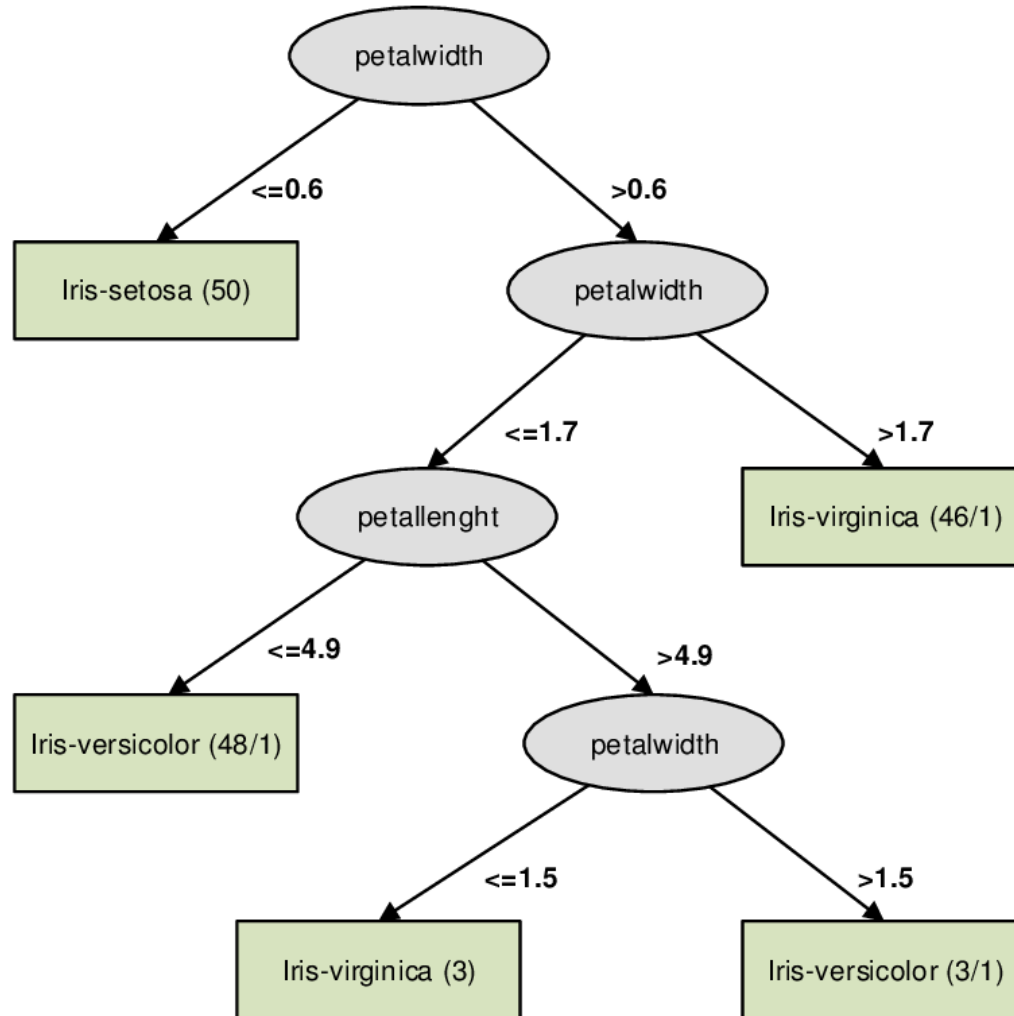 petalwidth
<=0.6
>0.6
Iris-setosa (50)
petalwidth
<=1.7
>1.7
petallenght
Iris-virginica (46/1)
<=4.9
>4.9
Iris-versicolor (48/1)
petalwidth
<=1.5
>1.5
Iris-virginica (3)
Iris-versicolor (3/1)